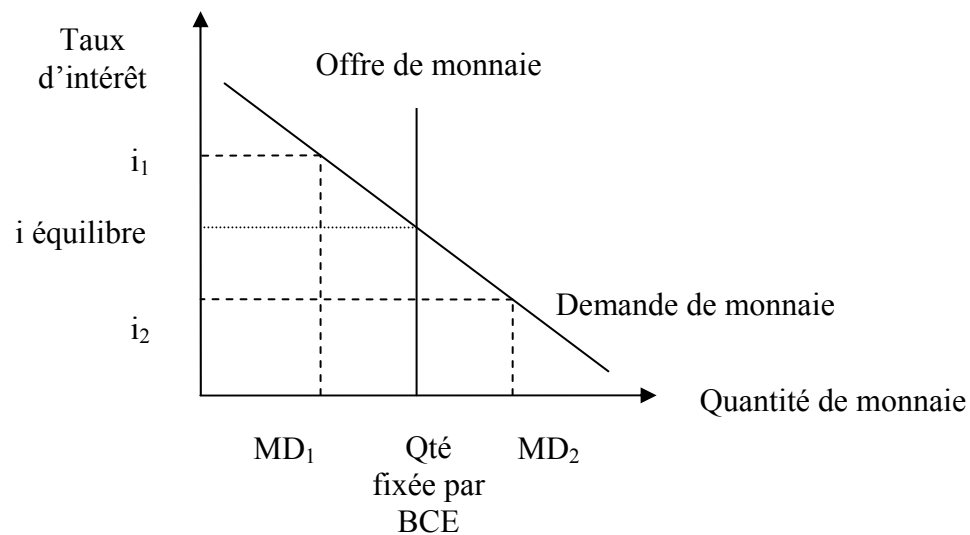 Taux
d’intérêt
Offre de monnaie
i₁
i équilibre
i₂
Demande de monnaie
Quantité de monnaie
MD₁
Qté
fixée par
BCE
MD₂